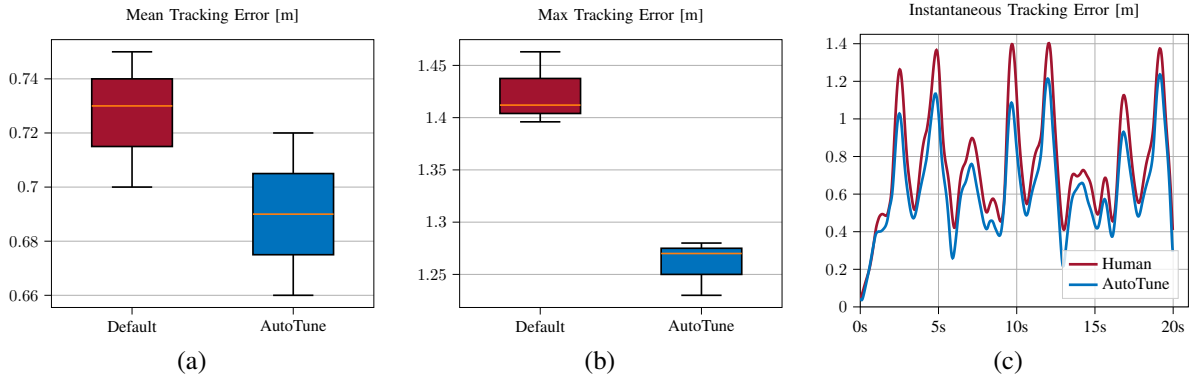 Mean Tracking Error [m]
0.74
0.72
0.7
0.68
0.66
Default
AutoTune
(a)
Max Tracking Error [m]
1.45
1.4
1.35
1.3
1.25
Default
AutoTune
(b)
Instantaneous Tracking Error [m]
1.4
1.2
1
0.8
0.6
0.4
0.2
0
0s
5s
10s
15s
20s
Human
AutoTune
(c)